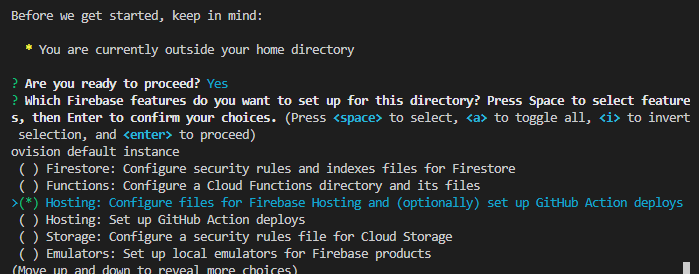 Before we get started, keep in mind:
* You are currently outside your home directory
? Are you ready to proceed? Yes
? Which Firebase features do you want to set up for this directory? Press Space to select feature
s, then Enter to confirm your choices. (Press <space> to select, <a> to toggle all, <i> to invert
selection, and <enter> to proceed)
ovision default instance
( ) Firestore: Configure security rules and indexes files for Firestore
( ) Functions: Configure a Cloud Functions directory and its files
>(*) Hosting: Configure files for Firebase Hosting and (optionally) set up GitHub Action deploys
( ) Hosting: Set up GitHub Action deploys
( ) Storage: Configure a security rules file for Cloud Storage
( ) Emulators: Set up local emulators for Firebase products
(Move up and down to reveal more choices)